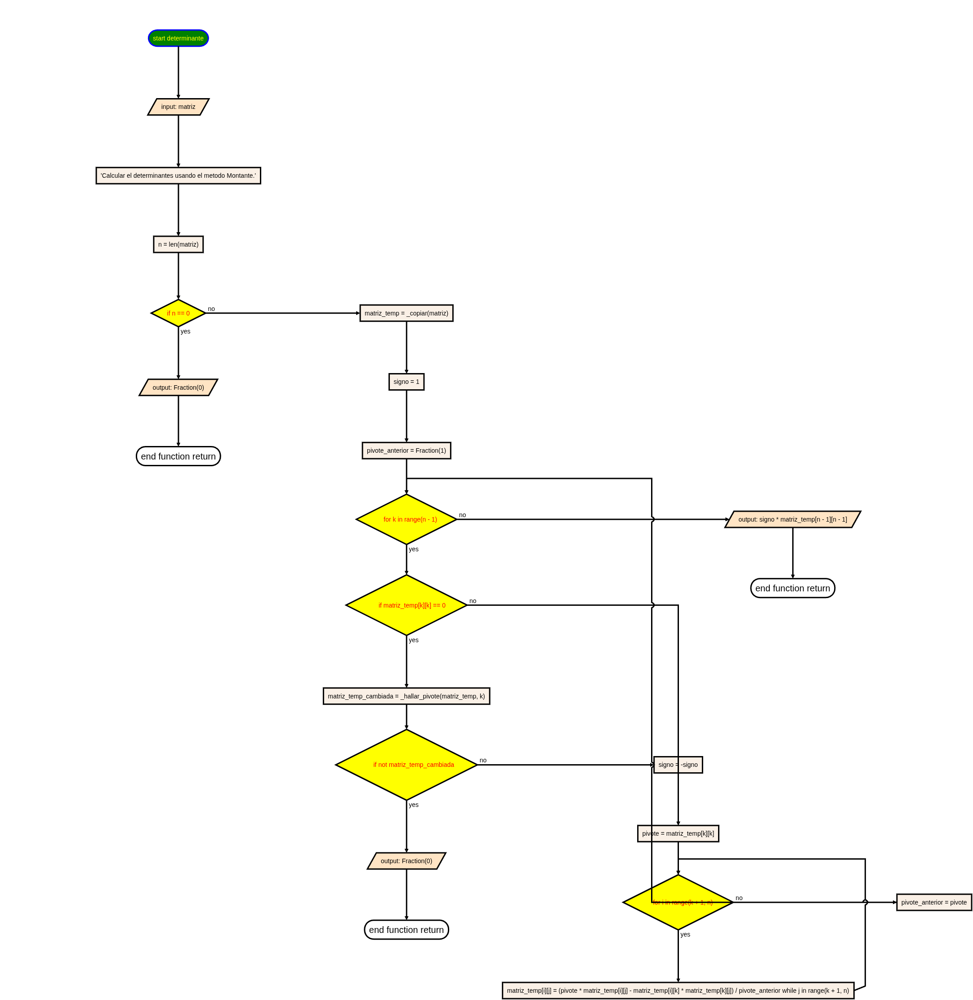 start determinante
input: matriz
'Calcular el determinantes usando el metodo Montante.'
n = len(matriz)
if n == 0
no
yes
matriz_temp = _copiar(matriz)
output: Fraction(0)
end function return
signo = 1
pivote_anterior = Fraction(1)
for k in range(n - 1)
no
yes
output: signo * matriz_temp[n - 1][n - 1]
end function return
if matriz_temp[k][k] == 0
no
yes
matriz_temp_cambiada = _hallar_pivote(matriz_temp, k)
if not matriz_temp_cambiada
no
yes
signo = -signo
output: Fraction(0)
end function return
pivote = matriz_temp[k][k]
for i in range(k + 1, n)
no
yes
pivote_anterior = pivote
matriz_temp[i][j] = (pivote * matriz_temp[i][j] - matriz_temp[i][k] * matriz_temp[k][j]) / pivote_anterior while j in range(k + 1, n)